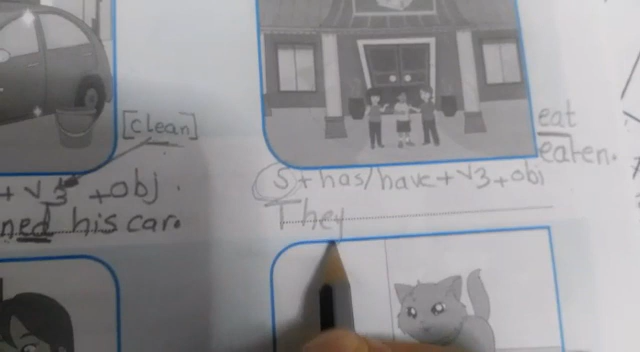 [clean]
eat
eaten.
+ V3 + obj.
S + has/have + V3 + obj
ned his car.
They